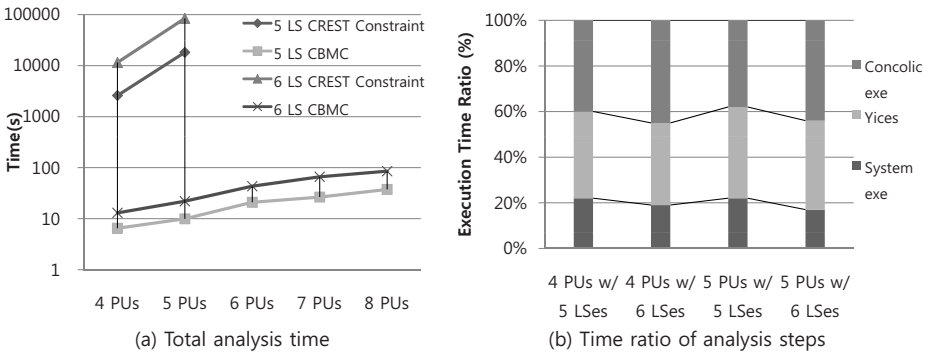 100000
10000
1000
100
10
1
Time(s)
5 LS CREST Constraint
5 LS CBMC
6 LS CREST Constraint
6 LS CBMC
4 PUs 5 PUs 6 PUs 7 PUs 8 PUs
(a) Total analysis time
Execution Time Ratio (%)
100%
80%
60%
40%
20%
0%
Concolic
exe
Yices
System
exe
4 PUs w/ 4 PUs w/ 5 PUs w/ 5 PUs w/
5 LSes 6 LSes 5 LSes 6 LSes
(b) Time ratio of analysis steps